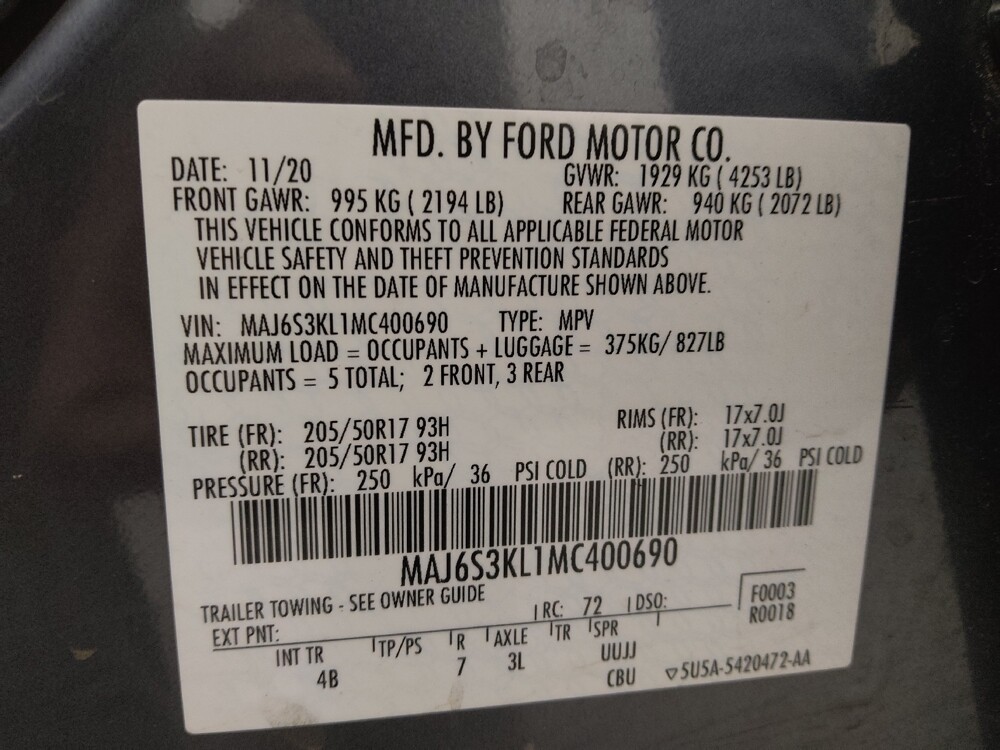 MFD. BY FORD MOTOR CO.
DATE: 11/20 GVWR: 1929 KG ( 4253 LB)
FRONT GAWR: 995 KG ( 2194 LB) REAR GAWR: 940 KG ( 2072 LB)
THIS VEHICLE CONFORMS TO ALL APPLICABLE FEDERAL MOTOR
VEHICLE SAFETY AND THEFT PREVENTION STANDARDS
IN EFFECT ON THE DATE OF MANUFACTURE SHOWN ABOVE.
VIN: MAJ6S3KL1MC400690 TYPE: MPV
MAXIMUM LOAD = OCCUPANTS + LUGGAGE = 375KG/ 827LB
OCCUPANTS = 5 TOTAL; 2 FRONT, 3 REAR
TIRE (FR): 205/50R17 93H RIMS (FR): 17x7.0J
(RR): 205/50R17 93H (RR): 17x7.0J
PRESSURE (FR): 250 kPa/ 36 PSI COLD (RR): 250 kPa/ 36 PSI COLD
MAJ6S3KL1MC400690
TRAILER TOWING - SEE OWNER GUIDE
F0003
EXT PNT: RC: 72 DSO: R0018
INT TR TP/PS R AXLE TR SPR
4B 7 3L UUJJ
CBU ▽5U5A-5420472-AA